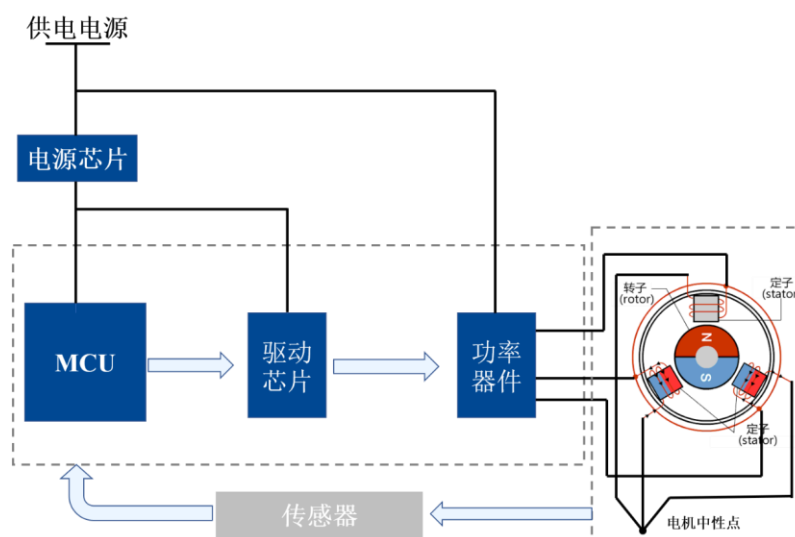 供电电源
电源芯片
MCU
驱动
芯片
功率
器件
转子
(rotor)
定子
(stator)
N
S
定子
(stator)
传感器
电机中性点